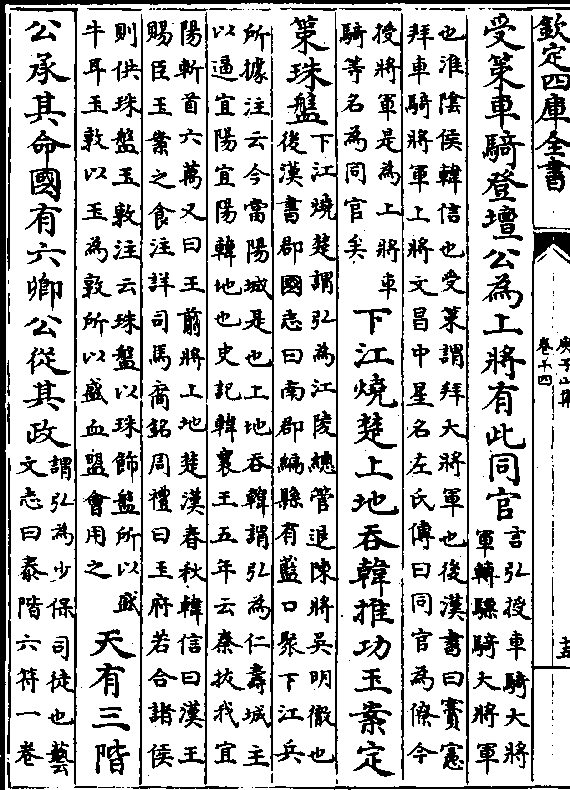 欽定四庫全書
庾子山集
卷十四
受策車騎登壇公為上將有此同官言弘授車騎大將
軍轉驃騎大將軍
也淮陰侯韓信也受策謂拜大將軍也後漢書曰竇憲
拜車騎將軍上將文昌中星名左氏傳曰同官為僚今
授將軍是為上將車
騎等名為同官矣
下江燒楚上地吞韓推功玉案定
策珠盤下江燒楚謂弘為江陵總管退陳將吳明徹也
後漢書郡國志曰南郡編縣有藍口聚下江兵
所據注云今當陽城是也上地吞韓謂弘為仁壽城主
以逼宜陽宜陽韓地也史記韓襄王五年云秦拔我宜
陽斬首六萬又曰王翦將上地楚漢春秋韓信曰漢王
賜臣玉案之食注詳司馬裔銘周禮曰玉府若合諸侯
則供珠盤玉敦注云珠盤以珠飾盤所以盛
牛耳玉敦以玉為敦所以盛血盟會用之
天有三階
公承其命國有六卿公從其政謂弘為少保司徒也藝
文志曰泰階六符一卷